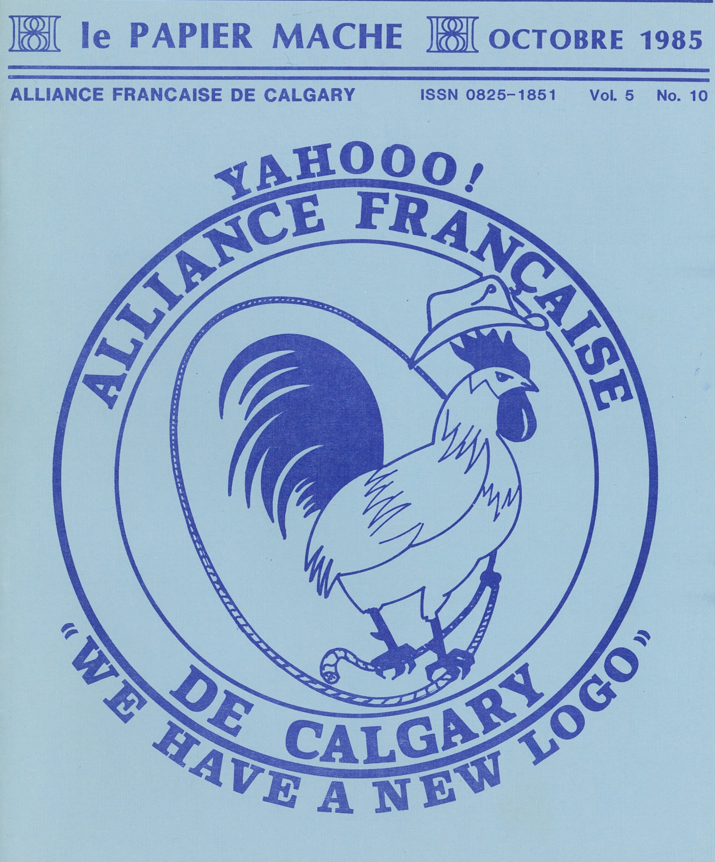 le PAPIER MACHE OCTOBRE 1985
ALLIANCE FRANCAISE DE CALGARY ISSN 0825-1851 Vol. 5 No. 10
YAHOOO!
ALLIANCE FRANÇAISE
DE CALGARY
“WE HAVE A NEW LOGO”